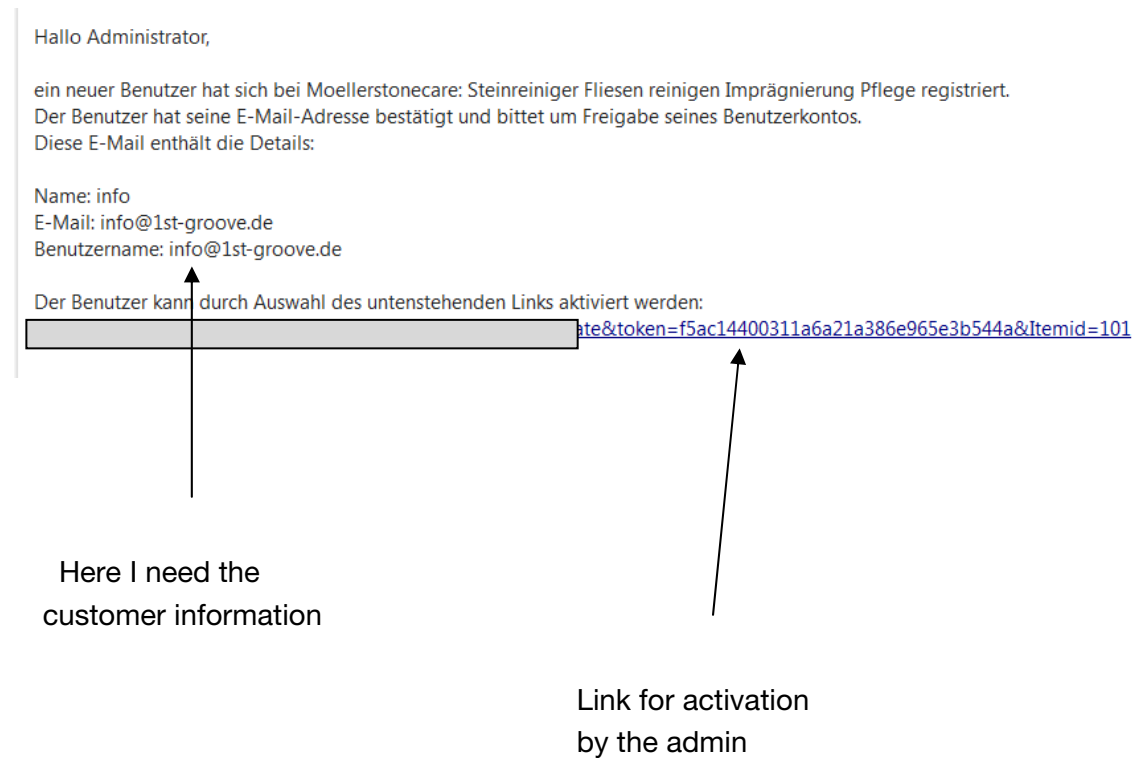 Hallo Administrator,
ein neuer Benutzer hat sich bei Moellerstonecare: Steinreiniger Fliesen reinigen Imprägnierung Pflege registriert.
Der Benutzer hat seine E-Mail-Adresse bestätigt und bittet um Freigabe seines Benutzerkontos.
Diese E-Mail enthält die Details:
Name: info
E-Mail: info@1st-groove.de
Benutzername: info@1st-groove.de
Der Benutzer kann durch Auswahl des untenstehenden Links aktiviert werden:
ate&token=f5ac14400311a6a21a386e965e3b544a&Itemid=101
Here I need the
customer information
Link for activation
by the admin